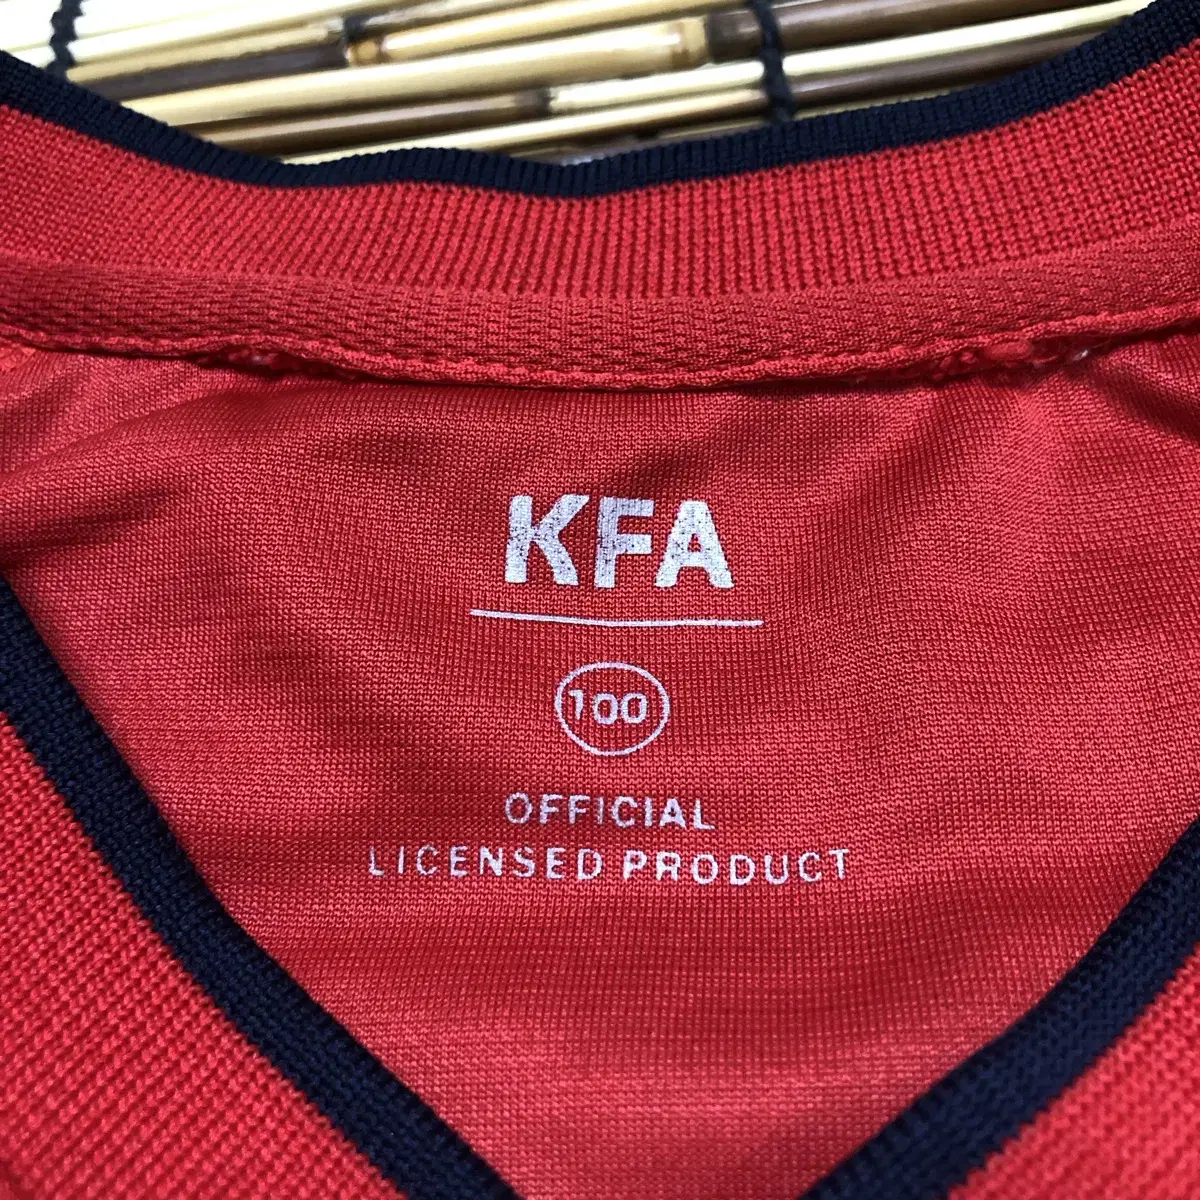 KFA
100
OFFICIAL
LICENSED PRODUCT